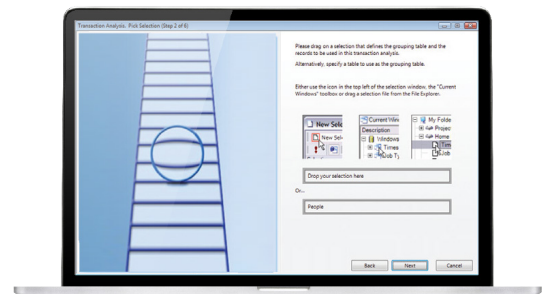 Transaction Analysis. Pick Selection (Step 2 of 6)
Please drag on a selection that defines the grouping table and the
records to be used in this transaction analysis.
Alternatively, specify a table to use as the grouping table.
Either use the icon in the top left of the selection window, the "Current
Windows" toolbox or drag a selection file from the File Explorer.
New Sele
New Sel
Current Win
Description
Windows
Times
Job Ty
My Folde
Projec
Home
Tim
Job
Drop your selection here
Or...
People
Back Next Cancel